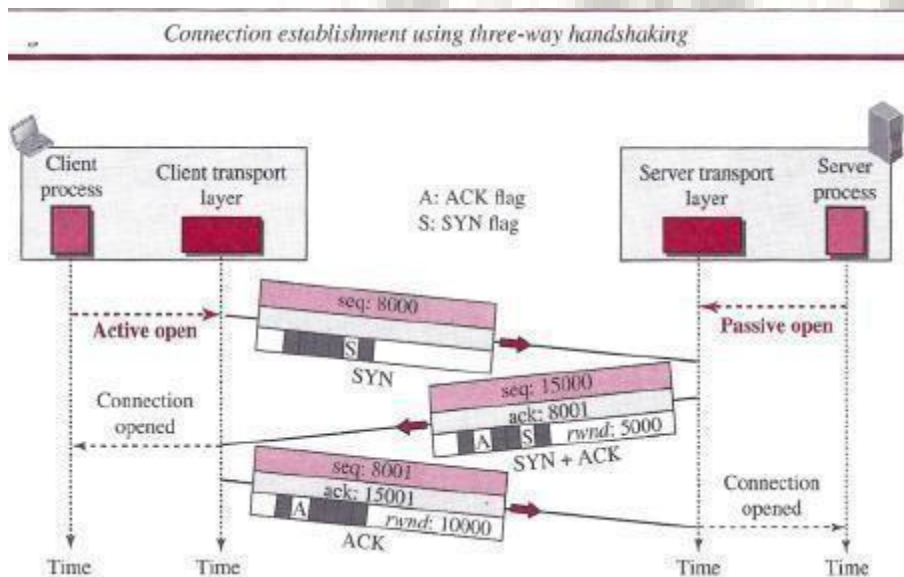 Connection establishment using three-way handshaking
Client
process
Client transport
layer
A: ACK flag
S: SYN flag
Server transport
layer
Server
process
seq: 8000
Active open
S
SYN
Passive open
seq: 15000
ack: 8001
A S rwnd: 5000
SYN + ACK
Connection
opened
seq: 8001
ack: 15001
A rwnd: 10000
ACK
Connection
opened
Time
Time
Time
Time